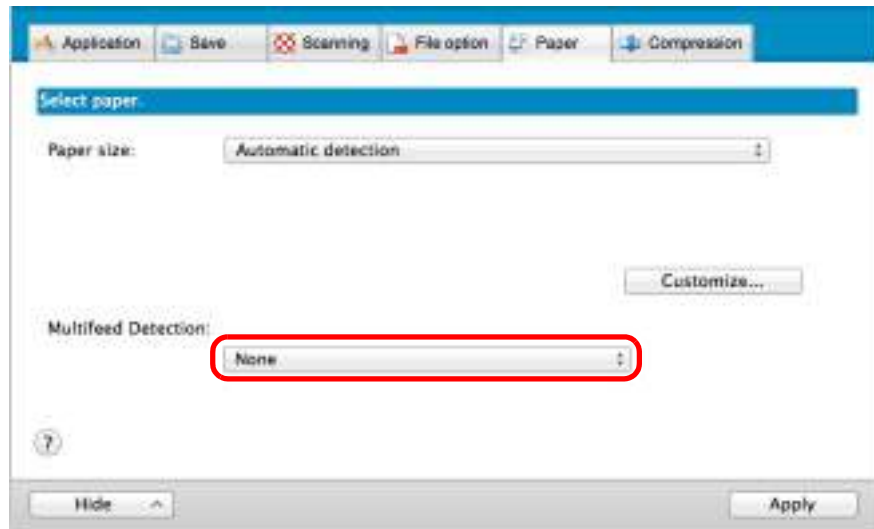 Application Save Scanning File option Paper Compression
Select paper.
Paper size: Automatic detection
Customize...
Multifeed Detection:
None
?
Hide Apply